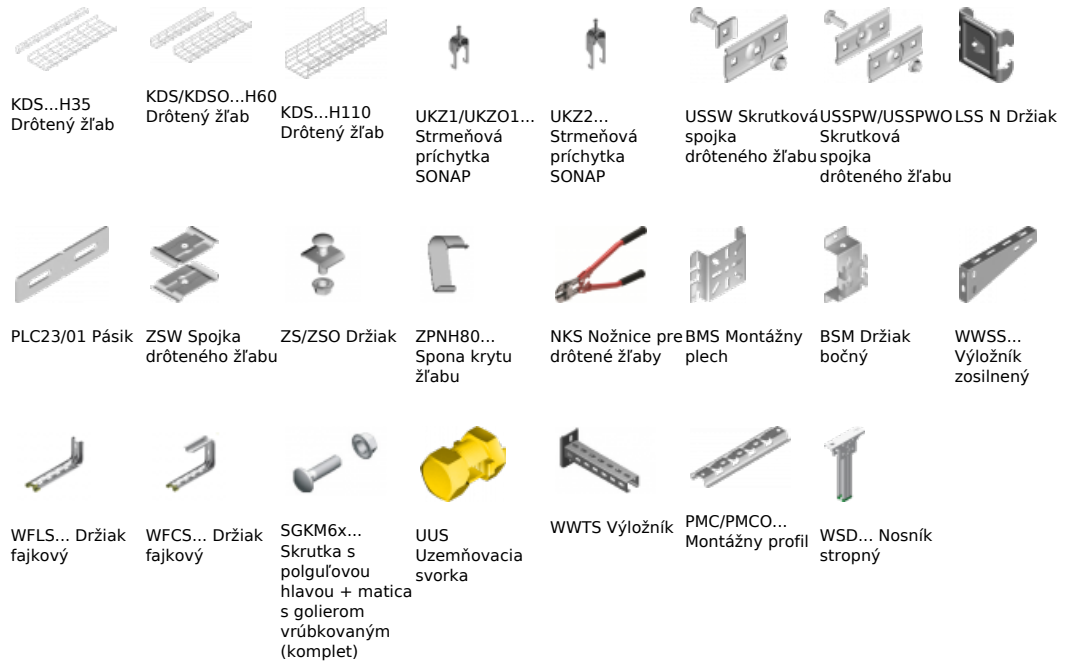 KDS...H35
Drôtený žľab
KDS/KDSO...H60
Drôtený žľab
KDS...H110
Drôtený žľab
UKZ1/UKZO1...
Strmeňová
príchytka
SONAP
UKZ2...
Strmeňová
príchytka
SONAP
USSW Skrutková
spojka
drôteného žľabu
USSPW/USSPWO
Skrutková
spojka
drôteného žľabu
LSS N Držiak
PLC23/01 Pásik
ZSW Spojka
drôteného žľabu
ZS/ZSO Držiak
ZPNH80...
Spona krytu
žľabu
NKS Nožnice pre
drôtené žľaby
BMS Montážny
plech
BSM Držiak
bočný
WWSS...
Výložník
zosilnený
WFLS... Držiak
fajkový
WFCS... Držiak
fajkový
SGKM6x...
Skrutka s
polguľovou
hlavou + matica
s golierom
vrúbkovaným
(komplet)
UUS
Uzemňovacia
svorka
WWTS Výložník
PMC/PMCO...
Montážny profil
WSD... Nosník
stropný